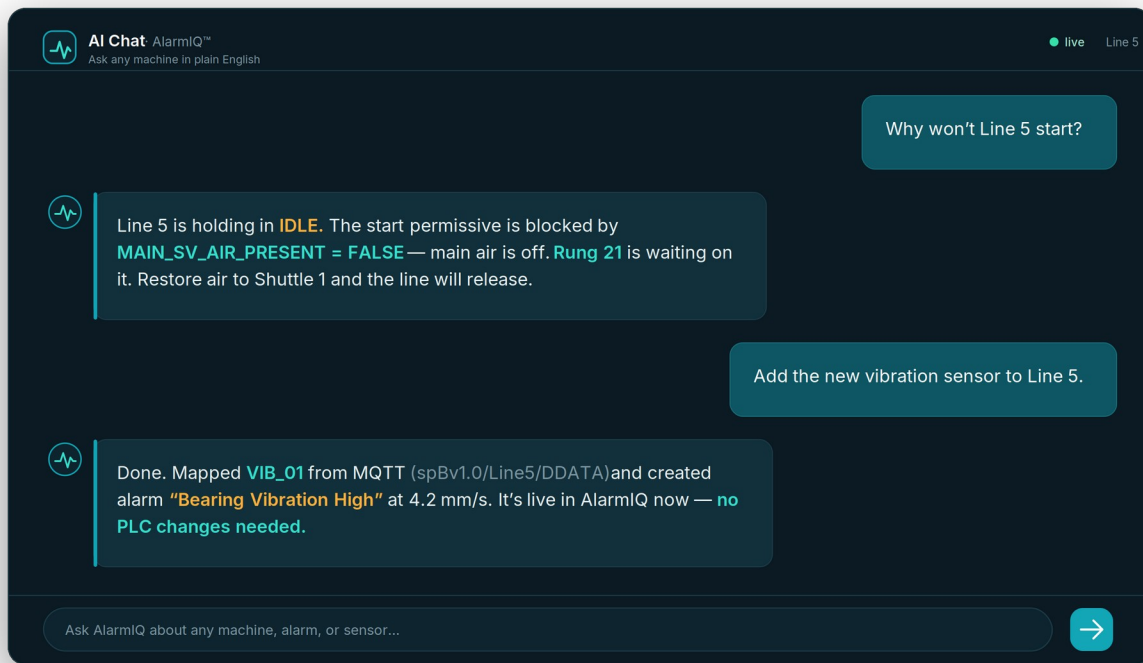 AI Chat · AlarmIQ™
Ask any machine in plain English
live Line 5
Why won’t Line 5 start?
Line 5 is holding in IDLE. The start permissive is blocked by
MAIN_SV_AIR_PRESENT = FALSE — main air is off. Rung 21 is waiting on
it. Restore air to Shuttle 1 and the line will release.
Add the new vibration sensor to Line 5.
Done. Mapped VIB_01 from MQTT (spBv1.0/Line5/DDATA)and created
alarm “Bearing Vibration High” at 4.2 mm/s. It’s live in AlarmIQ now — no
PLC changes needed.
Ask AlarmIQ about any machine, alarm, or sensor...